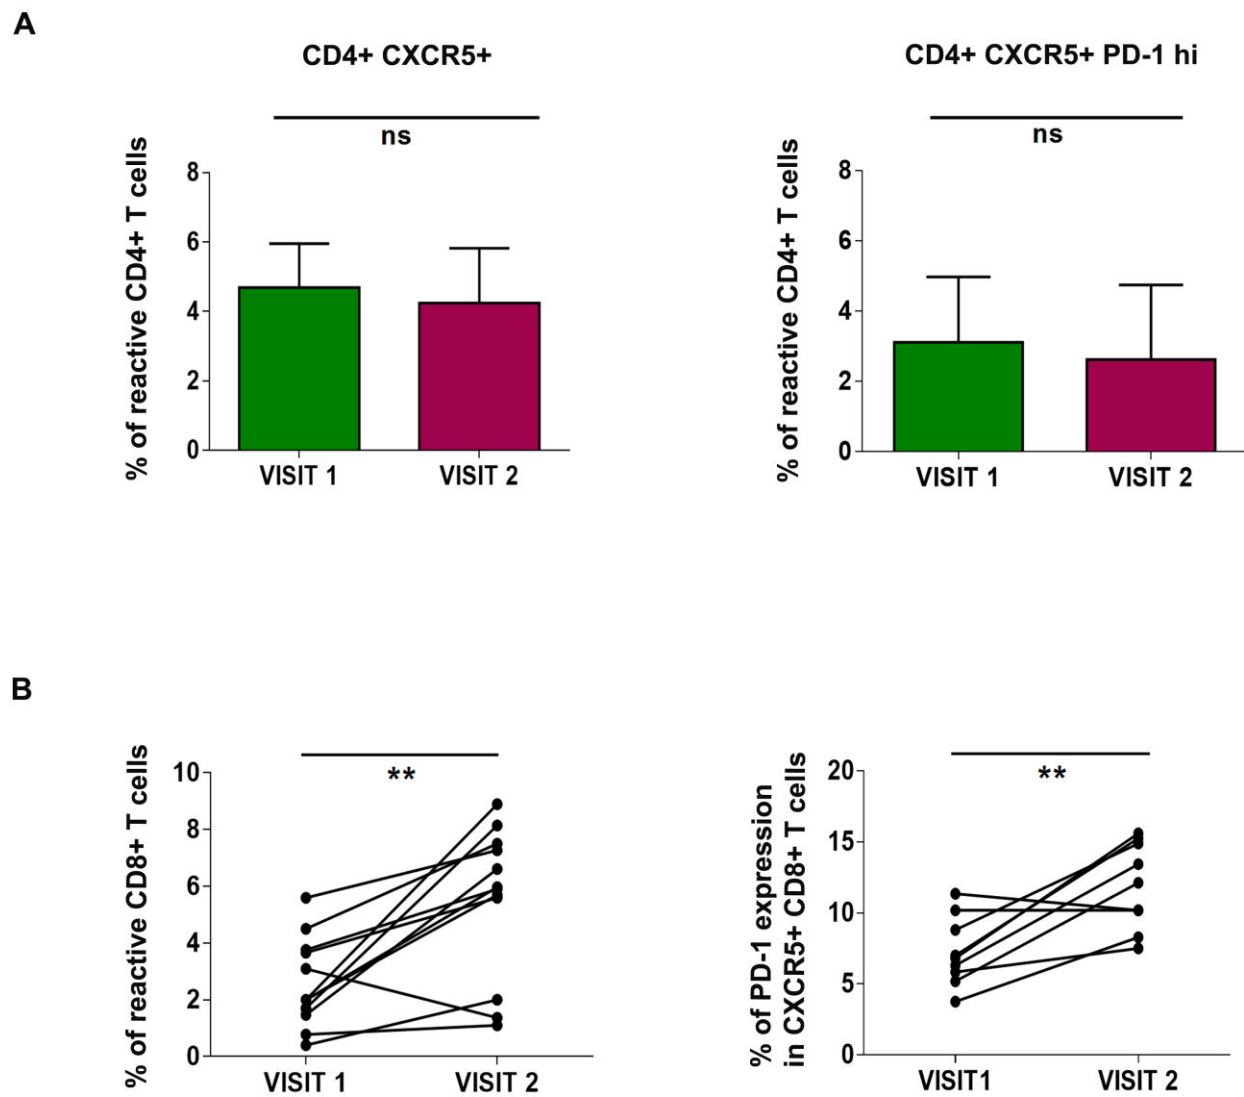 A
CD4+ CXCR5+
CD4+ CXCR5+ PD-1 hi
ns
ns
% of reactive CD4+ T cells
8
6
4
2
0
VISIT 1
VISIT 2
% of reactive CD4+ T cells
8
6
4
2
0
VISIT 1
VISIT 2
B
**
**
% of reactive CD8+ T cells
10
8
6
4
2
0
VISIT 1
VISIT 2
% of PD-1 expression
in CXCR5+ CD8+ T cells
20
15
10
5
0
VISIT1
VISIT 2